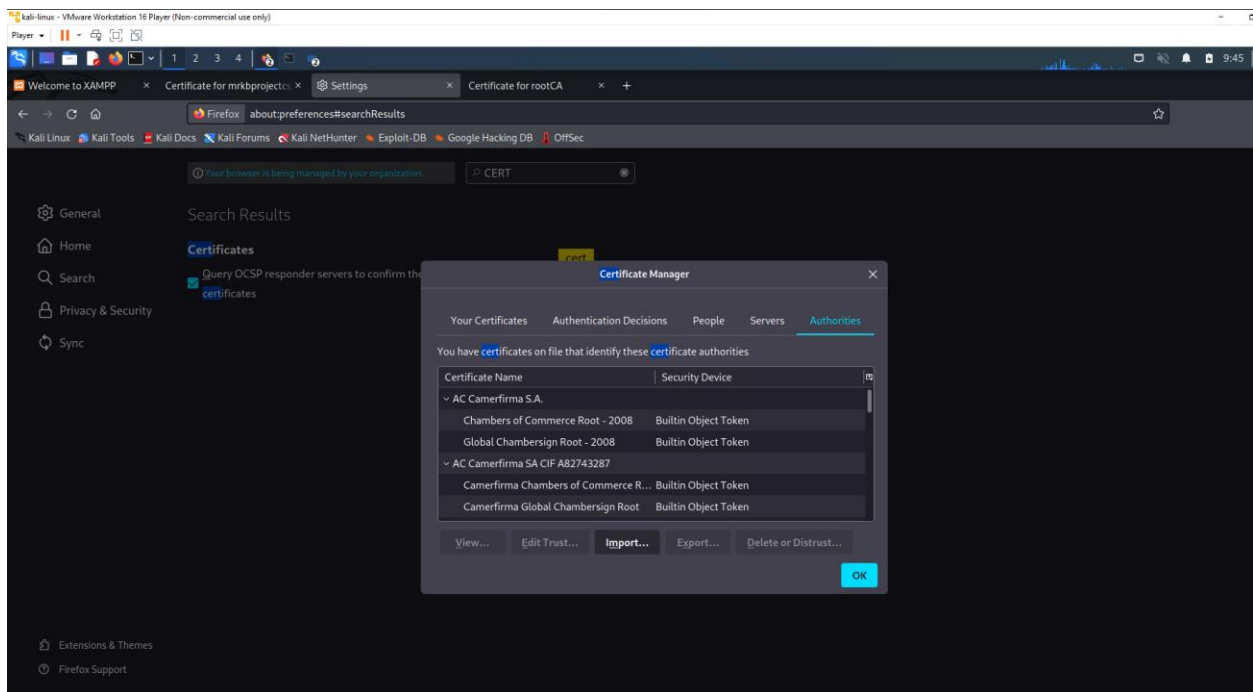 kali-linux - VMware Workstation 16 Player (Non-commercial use only)
Player
1 2 3 4 9:45
Welcome to XAMPP Certificate for mrkbprojectcs Settings Certificate for rootCA
Firefox about:preferences#searchResults
Kali Linux Kali Tools Kali Docs Kali Forums Kali NetHunter Exploit-DB Google Hacking DB OffSec
Your browser is being managed by your organization. CERT
General Search Results
Home Certificates
cert
Search Query OCSP responder servers to confirm the
certificates
Privacy & Security
Sync
Certificate Manager
Your Certificates Authentication Decisions People Servers Authorities
You have certificates on file that identify these certificate authorities
Certificate Name Security Device
AC Camerfirma S.A.
Chambers of Commerce Root - 2008 Builtin Object Token
Global Chambersign Root - 2008 Builtin Object Token
AC Camerfirma SA CIF A82743287
Camerfirma Chambers of Commerce R... Builtin Object Token
Camerfirma Global Chambersign Root Builtin Object Token
View... Edit Trust... Import... Export... Delete or Distrust...
OK
Extensions & Themes
Firefox Support